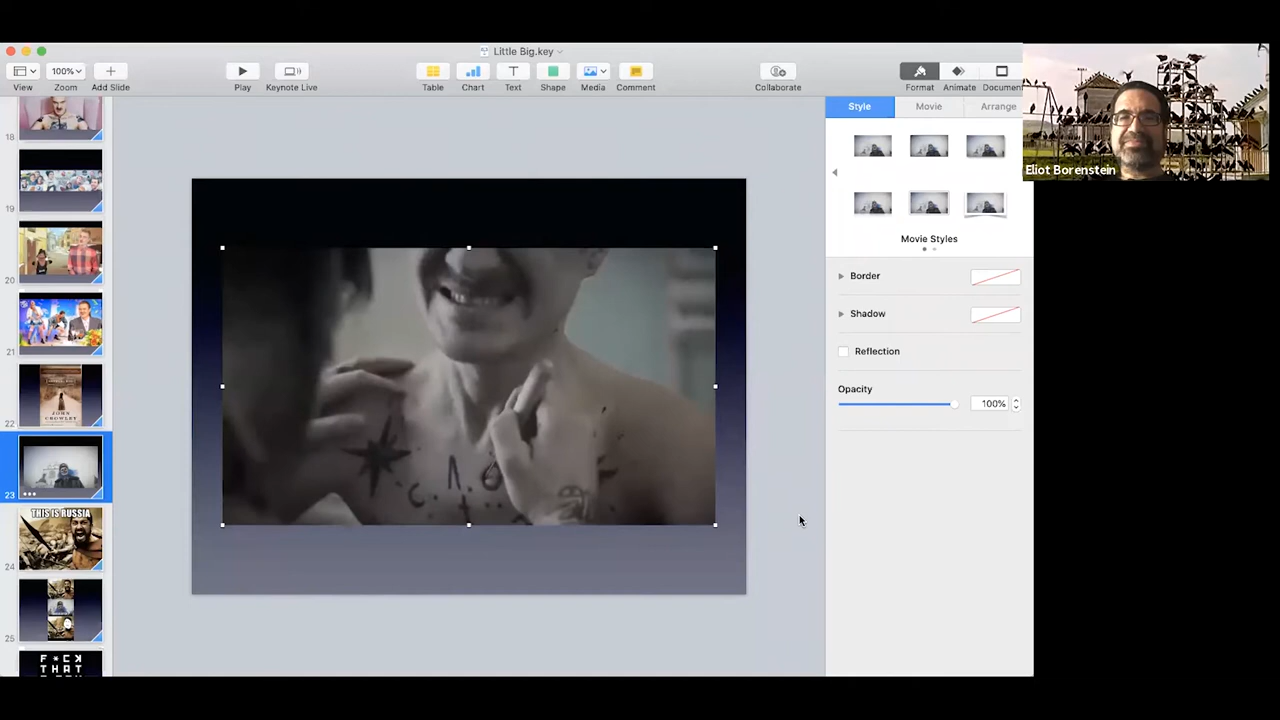 Little Big.key
100%
View
Zoom
Add Slide
Play
Keynote Live
Table
Chart
Text
Shape
Media
Comment
Collaborate
Format
Animate
Document
Style
Movie
Arrange
Eliot Borenstein
Movie Styles
Border
Shadow
Reflection
Opacity
100%
18
19
20
21
22
JOHN
CROWLEY
23
THIS IS RUSSIA
24
25
F*CK
THAT